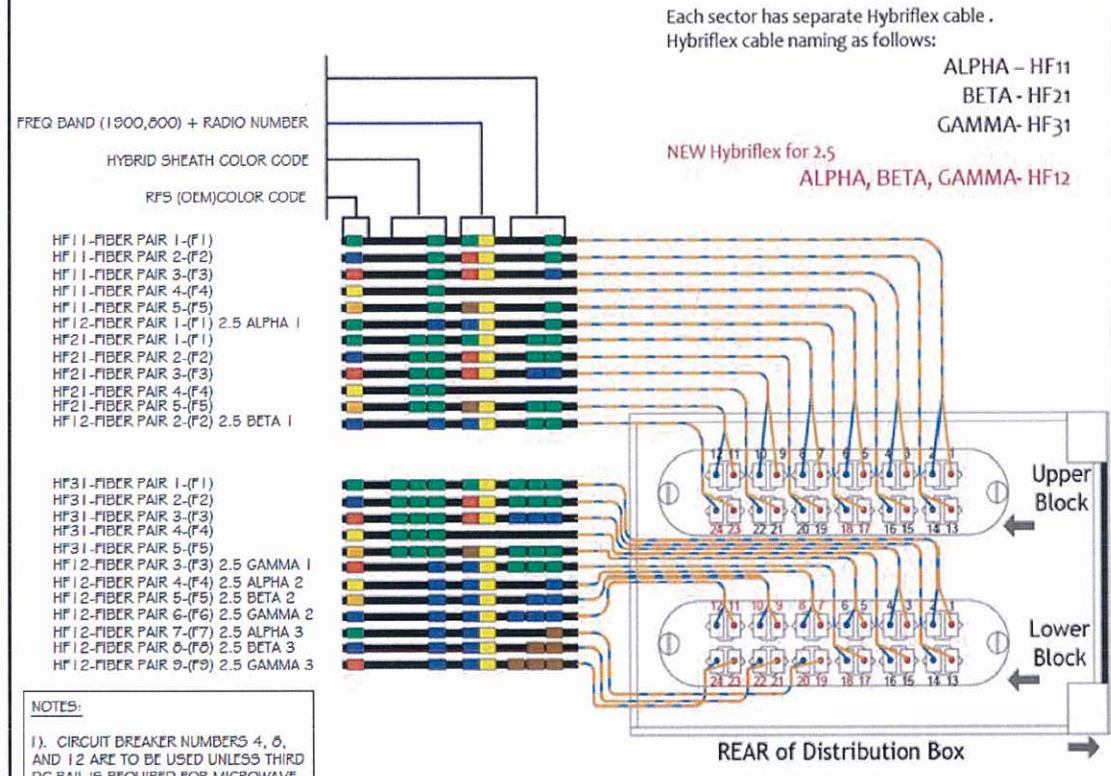 Each sector has separate Hybriflex cable .
Hybriflex cable naming as follows:
ALPHA – HF11
BETA - HF21
GAMMA- HF31
NEW Hybriflex for 2.5
ALPHA, BETA, GAMMA- HF12
FREQ BAND (1900,800) + RADIO NUMBER
HYBRID SHEATH COLOR CODE
RFS (OEM)COLOR CODE
HF11-FIBER PAIR 1-(F1)
HF11-FIBER PAIR 2-(F2)
HF11-FIBER PAIR 3-(F3)
HF11-FIBER PAIR 4-(F4)
HF11-FIBER PAIR 5-(F5)
HF12-FIBER PAIR 1-(F1) 2.5 ALPHA 1
HF21-FIBER PAIR 1-(F1)
HF21-FIBER PAIR 2-(F2)
HF21-FIBER PAIR 3-(F3)
HF21-FIBER PAIR 4-(F4)
HF21-FIBER PAIR 5-(F5)
HF12-FIBER PAIR 2-(F2) 2.5 BETA 1
12 11 10 9 8 7 6 5 4 3 2 1
24 23 22 21 20 19 18 17 16 15 14 13
Upper
Block
HF31-FIBER PAIR 1-(F1)
HF31-FIBER PAIR 2-(F2)
HF31-FIBER PAIR 3-(F3)
HF31-FIBER PAIR 4-(F4)
HF31-FIBER PAIR 5-(F5)
HF12-FIBER PAIR 3-(F3) 2.5 GAMMA 1
HF12-FIBER PAIR 4-(F4) 2.5 ALPHA 2
HF12-FIBER PAIR 5-(F5) 2.5 BETA 2
HF12-FIBER PAIR 6-(F6) 2.5 GAMMA 2
HF12-FIBER PAIR 7-(F7) 2.5 ALPHA 3
HF12-FIBER PAIR 8-(F8) 2.5 BETA 3
HF12-FIBER PAIR 9-(F9) 2.5 GAMMA 3
12 11 10 9 8 7 6 5 4 3 2 1
24 23 22 21 20 19 18 17 16 15 14 13
Lower
Block
REAR of Distribution Box
NOTES:
1). CIRCUIT BREAKER NUMBERS 4, 8,
AND 12 ARE TO BE USED UNLESS THIRD
DC RAIL IS REQUIRED FOR MICROWAVE